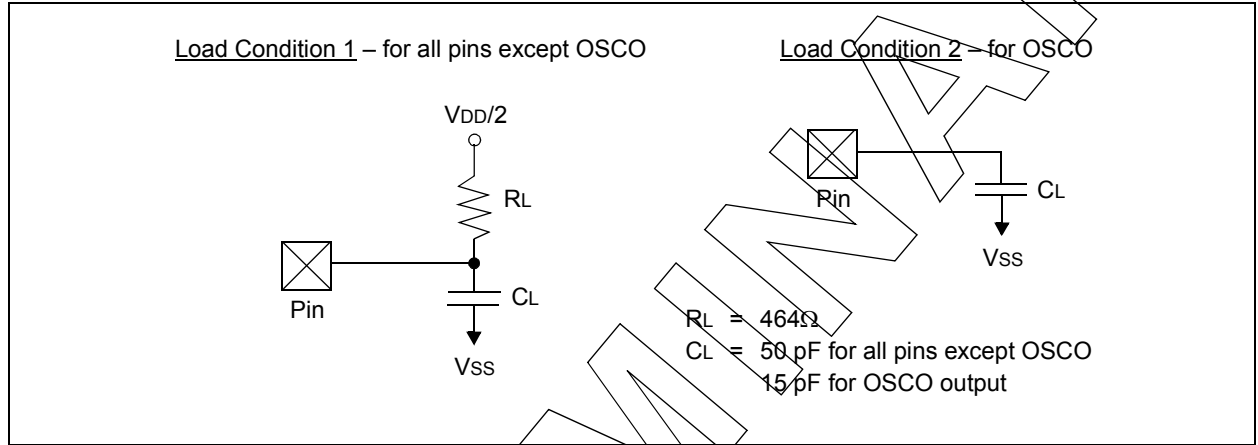 Load Condition 1 – for all pins except OSCO
Load Condition 2 – for OSCO
VDD/2
RL
Pin
CL
VSS
Pin
CL
VSS
RL = 464Ω
CL = 50 pF for all pins except OSCO
15 pF for OSCO output